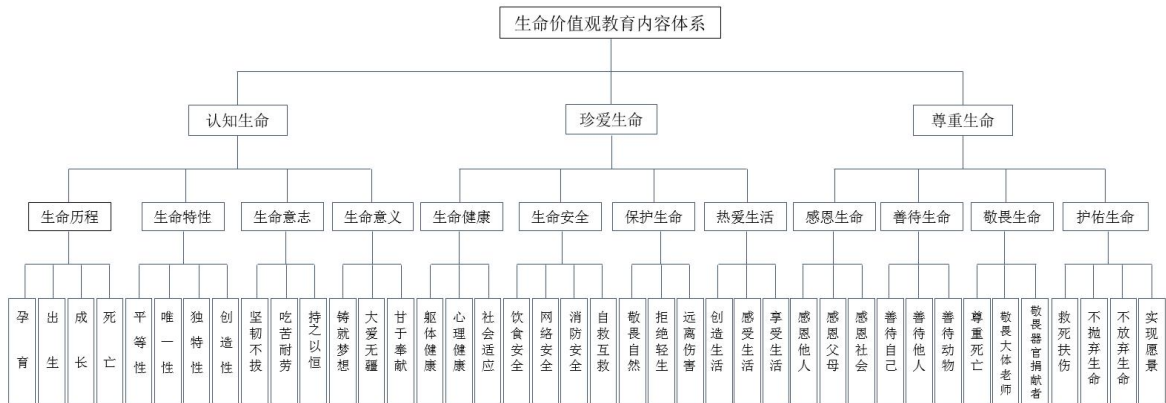 生命价值观教育内容体系
认知生命
珍爱生命
尊重生命
生命历程
生命特性
生命意志
生命意义
生命健康
生命安全
保护生命
热爱生活
感恩生命
善待生命
敬畏生命
护佑生命
孕育
出生
成长
死亡
平等性
唯一性
独特性
创造性
坚韧不拔
吃苦耐劳
持之以恒
铸就梦想
大爱无疆
甘于奉献
躯体健康
心理健康
社会适应
饮食安全
网络安全
消防安全
自救互救
敬畏自然
拒绝轻生
远离伤害
创造生活
感受生活
享受生活
感恩他人
感恩父母
感恩社会
善待自己
善待他人
善待动物
尊重死亡
敬畏大体老师
敬畏器官捐献者
救死扶伤
不抛弃生命
不放弃生命
实现愿景